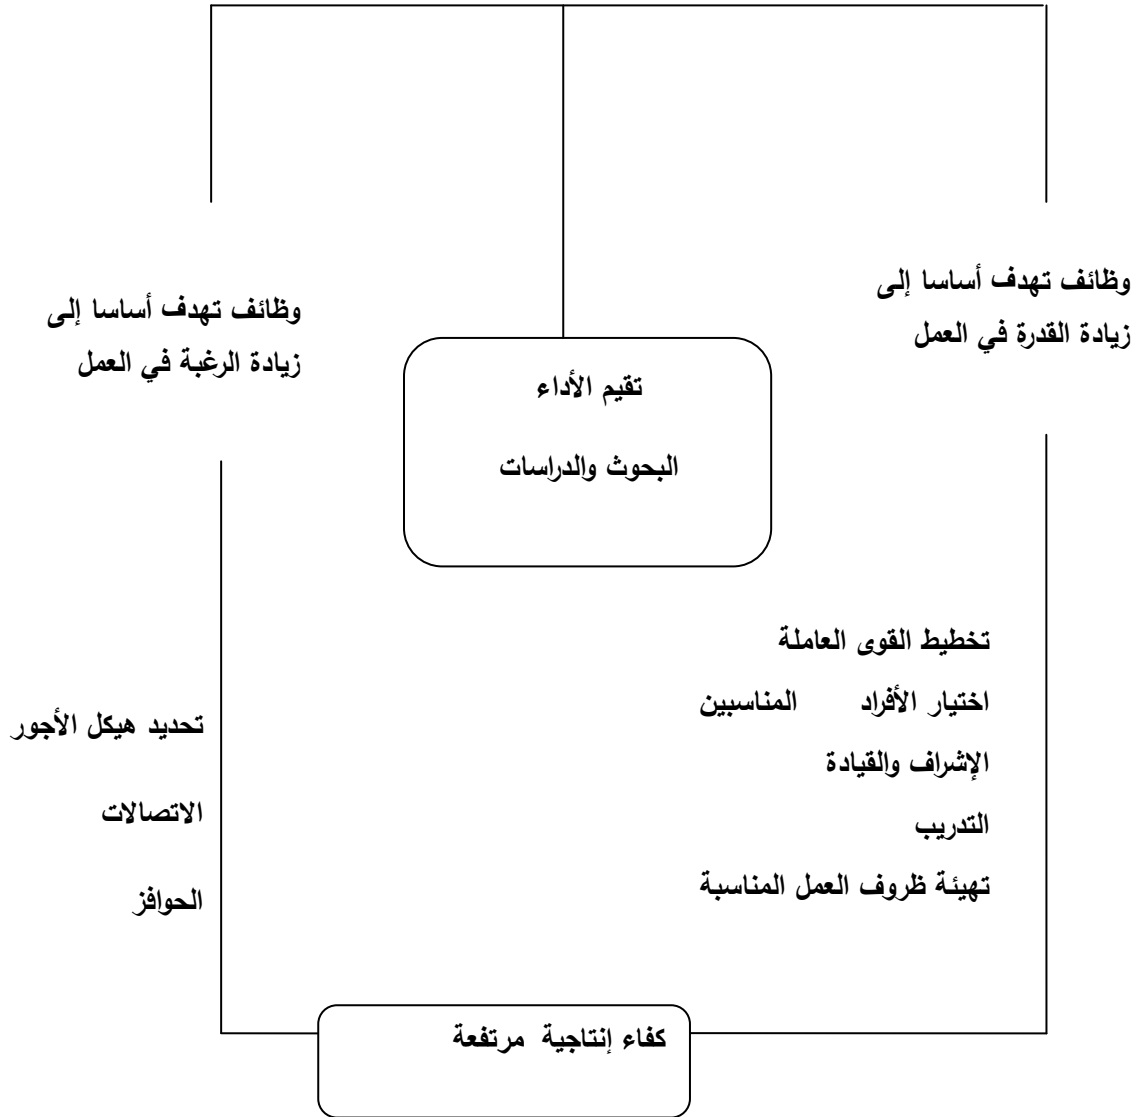 وظائف تهدف أساسا إلى
زيادة القدرة في العمل
وظائف تهدف أساسا إلى
زيادة الرغبة في العمل
تقيم الأداء
البحوث والدراسات
تخطيط القوى العاملة
اختيار الأفراد المناسبين
الإشراف والقيادة
التدريب
تهيئة ظروف العمل المناسبة
تحديد هيكل الأجور
الاتصالات
الحوافز
كفاء إنتاجية مرتفعة